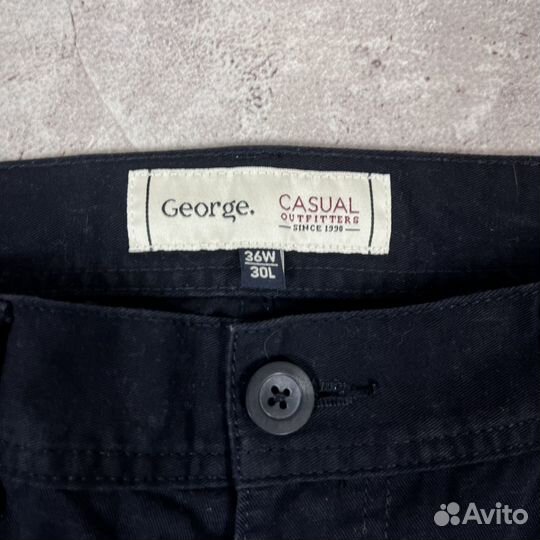 George.
CASUAL
OUTFITTERS
SINCE 1990
36W
30L
Avito